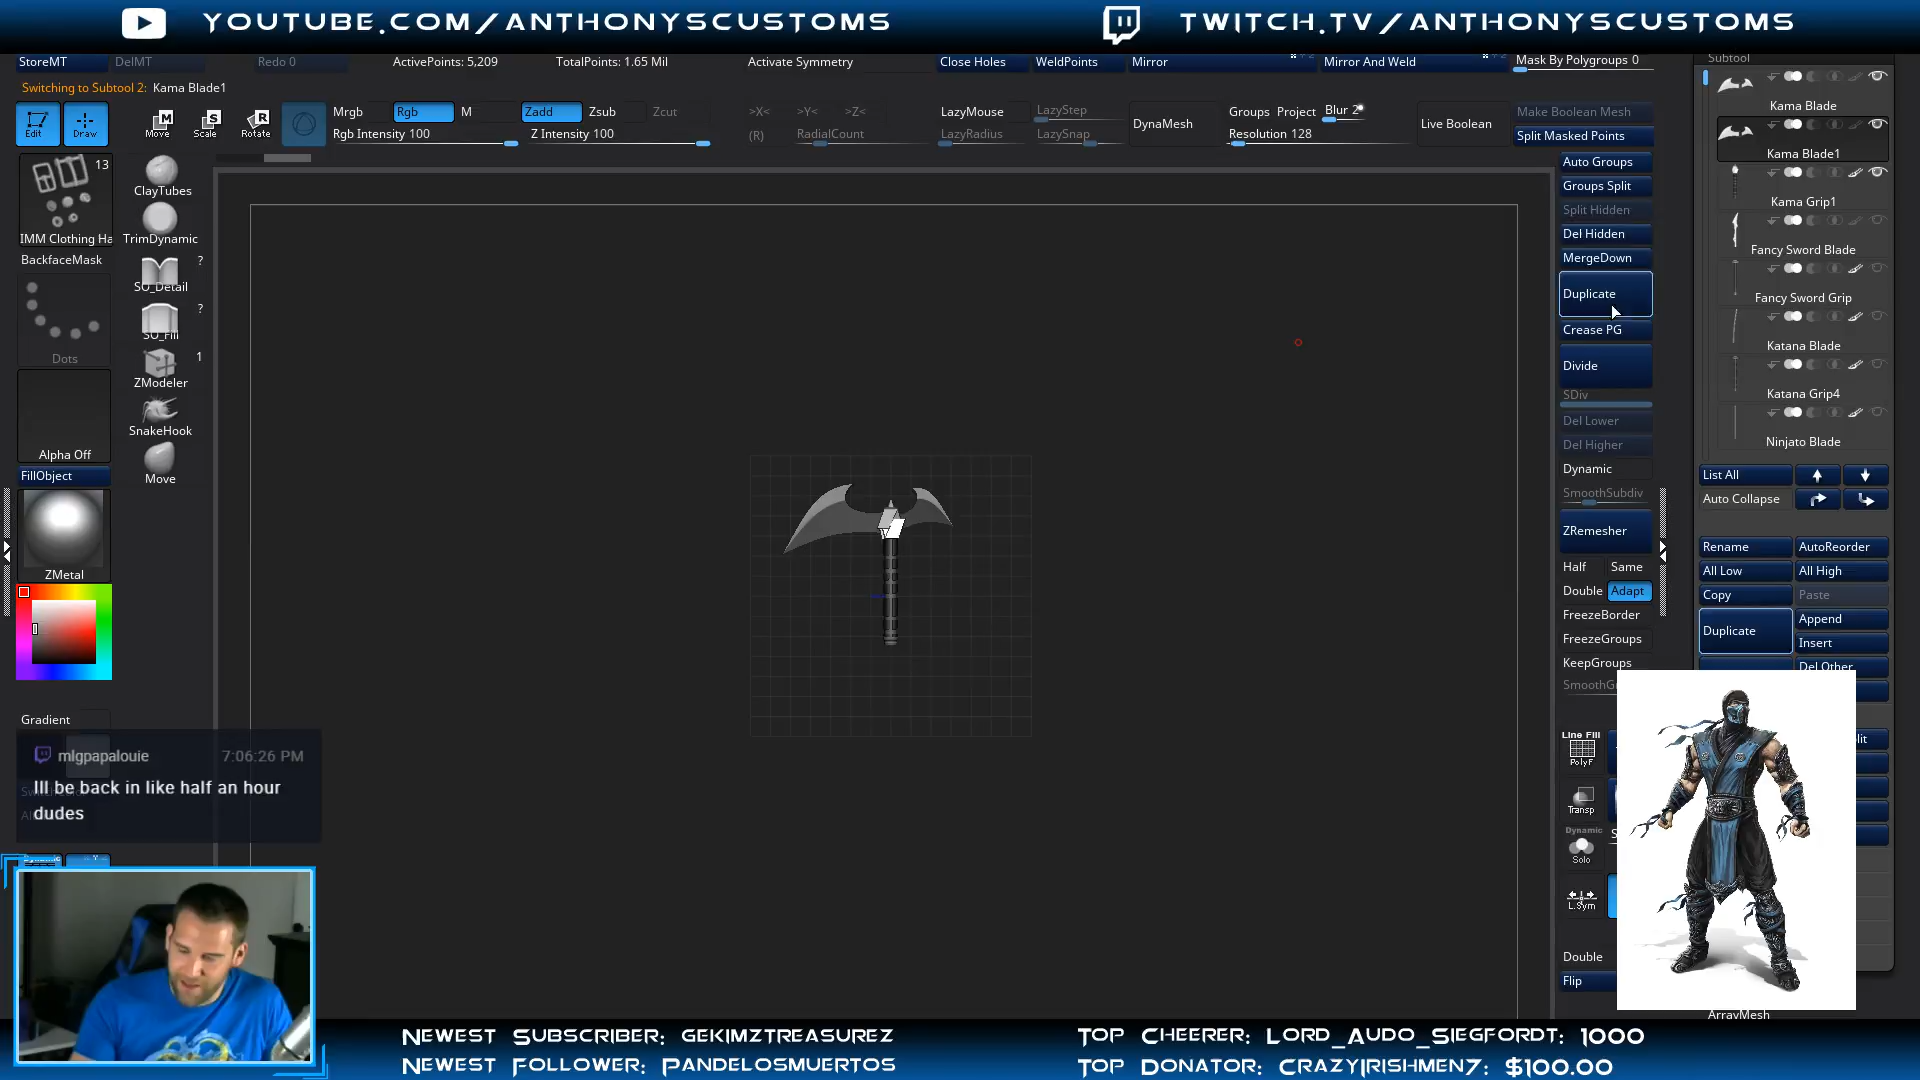 YOUTUBE.COM/ANTHONYSCUSTOMS
TWITCH.TV/ANTHONYSCUSTOMS
StoreMT DelMT Redo 0 ActivePoints: 5,209 TotalPoints: 1.65 Mil Activate Symmetry Close Holes WeldPoints Mirror Mirror And Weld Mask By Polygroups 0
Subtool
Switching to Subtool 2: Kama Blade1
Edit Draw Move Scale Rotate
Mrgb Rgb M Zadd Zsub Zcut
Rgb Intensity 100 Z Intensity 100
>X< >Y< >Z<
(R) RadialCount
LazyMouse LazyStep
LazyRadius LazySnap
DynaMesh
Groups Project Blur 2
Resolution 128
Live Boolean
Make Boolean Mesh
Split Masked Points
13
IMM Clothing Ha
BackfaceMask
Dots
Alpha Off
FillObject
ZMetal
Gradient
ClayTubes
TrimDynamic
?
SO_Detail
?
SO_Fill
1
ZModeler
SnakeHook
Move
Auto Groups
Groups Split
Split Hidden
Del Hidden
MergeDown
Duplicate
Crease PG
Divide
SDiv
Del Lower
Del Higher
Dynamic
SmoothSubdiv
ZRemesher
Half Same
Double Adapt
FreezeBorder
FreezeGroups
KeepGroups
SmoothG
Line Fill
PolyF
Transp
Dynamic
Solo
L.Sym
Double
Flip
Kama Blade
Kama Blade1
Kama Grip1
Fancy Sword Blade
Fancy Sword Grip
Katana Blade
Katana Grip4
Ninjato Blade
List All
Auto Collapse
Rename AutoReorder
All Low All High
Copy Paste
Duplicate Append
Insert
Del Other
lit
ArrayMesh
mlgpapalouie 7:06:26 PM
Ill be back in like half an hour
dudes
Newest Subscriber: gekimztreasurez
Newest Follower: Pandelosmuertos
Top Cheerer: Lord_Audo_Siegfordt: 1000
Top Donator: CrazyIrishmen7: $100.00